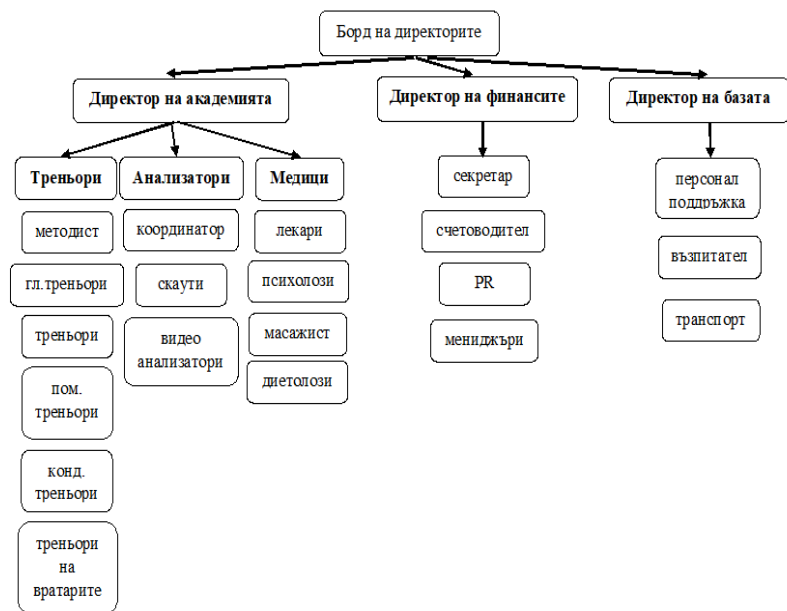 Борд на директорите
Директор на академията
Директор на финансите
Директор на базата
Треньори
Анализатори
Медици
методист
гл.треньори
треньори
пом.
треньори
конд.
треньори
треньори
на
вратарите
координатор
скаути
видео
анализатори
лекари
психолози
масажист
диетолози
секретар
счетоводител
PR
мениджъри
персонал
поддръжка
възпитател
транспорт